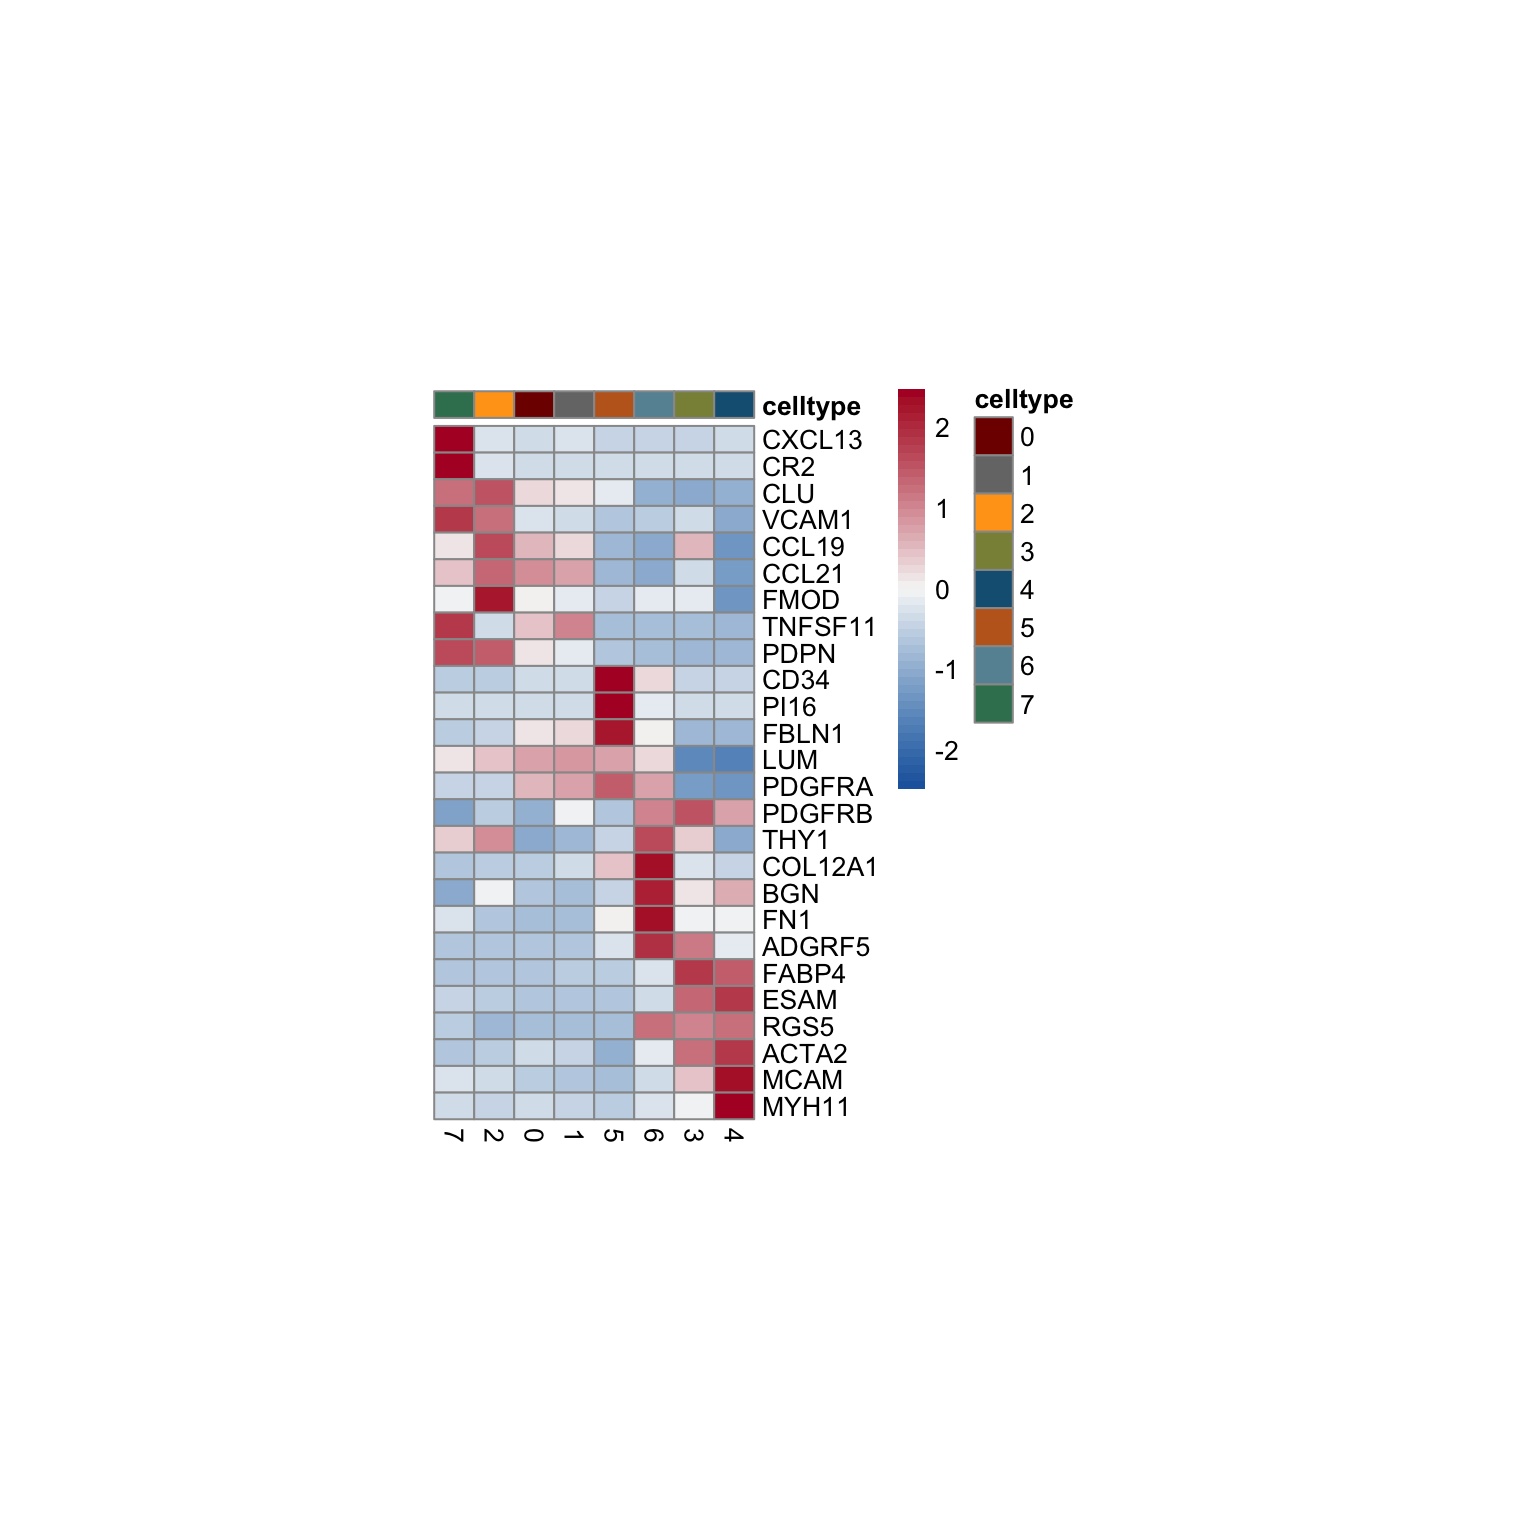 celltype
CXCL13
CR2
CLU
VCAM1
CCL19
CCL21
FMOD
TNFSF11
PDPN
CD34
PI16
FBLN1
LUM
PDGFRA
PDGFRB
THY1
COL12A1
BGN
FN1
ADGRF5
FABP4
ESAM
RGS5
ACTA2
MCAM
MYH11
7 2 0 1 5 6 3 4
2
1
0
-1
-2
celltype
0
1
2
3
4
5
6
7